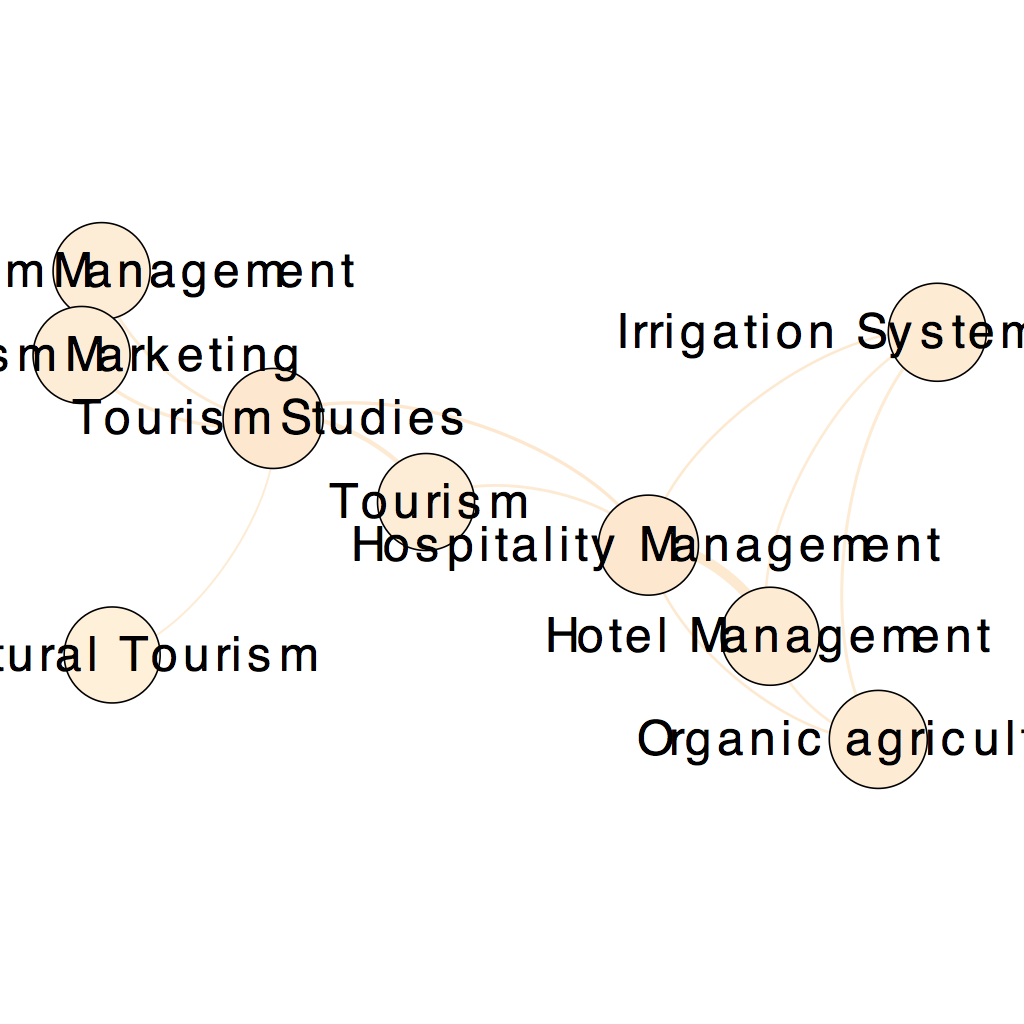 m Management
Irrigation System
sm Marketing
Tourism Studies
Tourism
Hospitality Management
Hotel Management
tural Tourism
Organic agricult